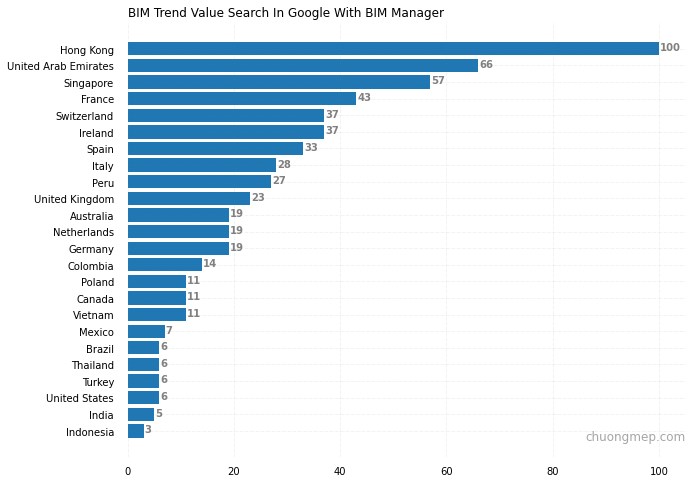 BIM Trend Value Search In Google With BIM Manager
Hong Kong 100
United Arab Emirates 66
Singapore 57
France 43
Switzerland 37
Ireland 37
Spain 33
Italy 28
Peru 27
United Kingdom 23
Australia 19
Netherlands 19
Germany 19
Colombia 14
Poland 11
Canada 11
Vietnam 11
Mexico 7
Brazil 6
Thailand 6
Turkey 6
United States 6
India 5
Indonesia 3
chuongmep.com
0 20 40 60 80 100